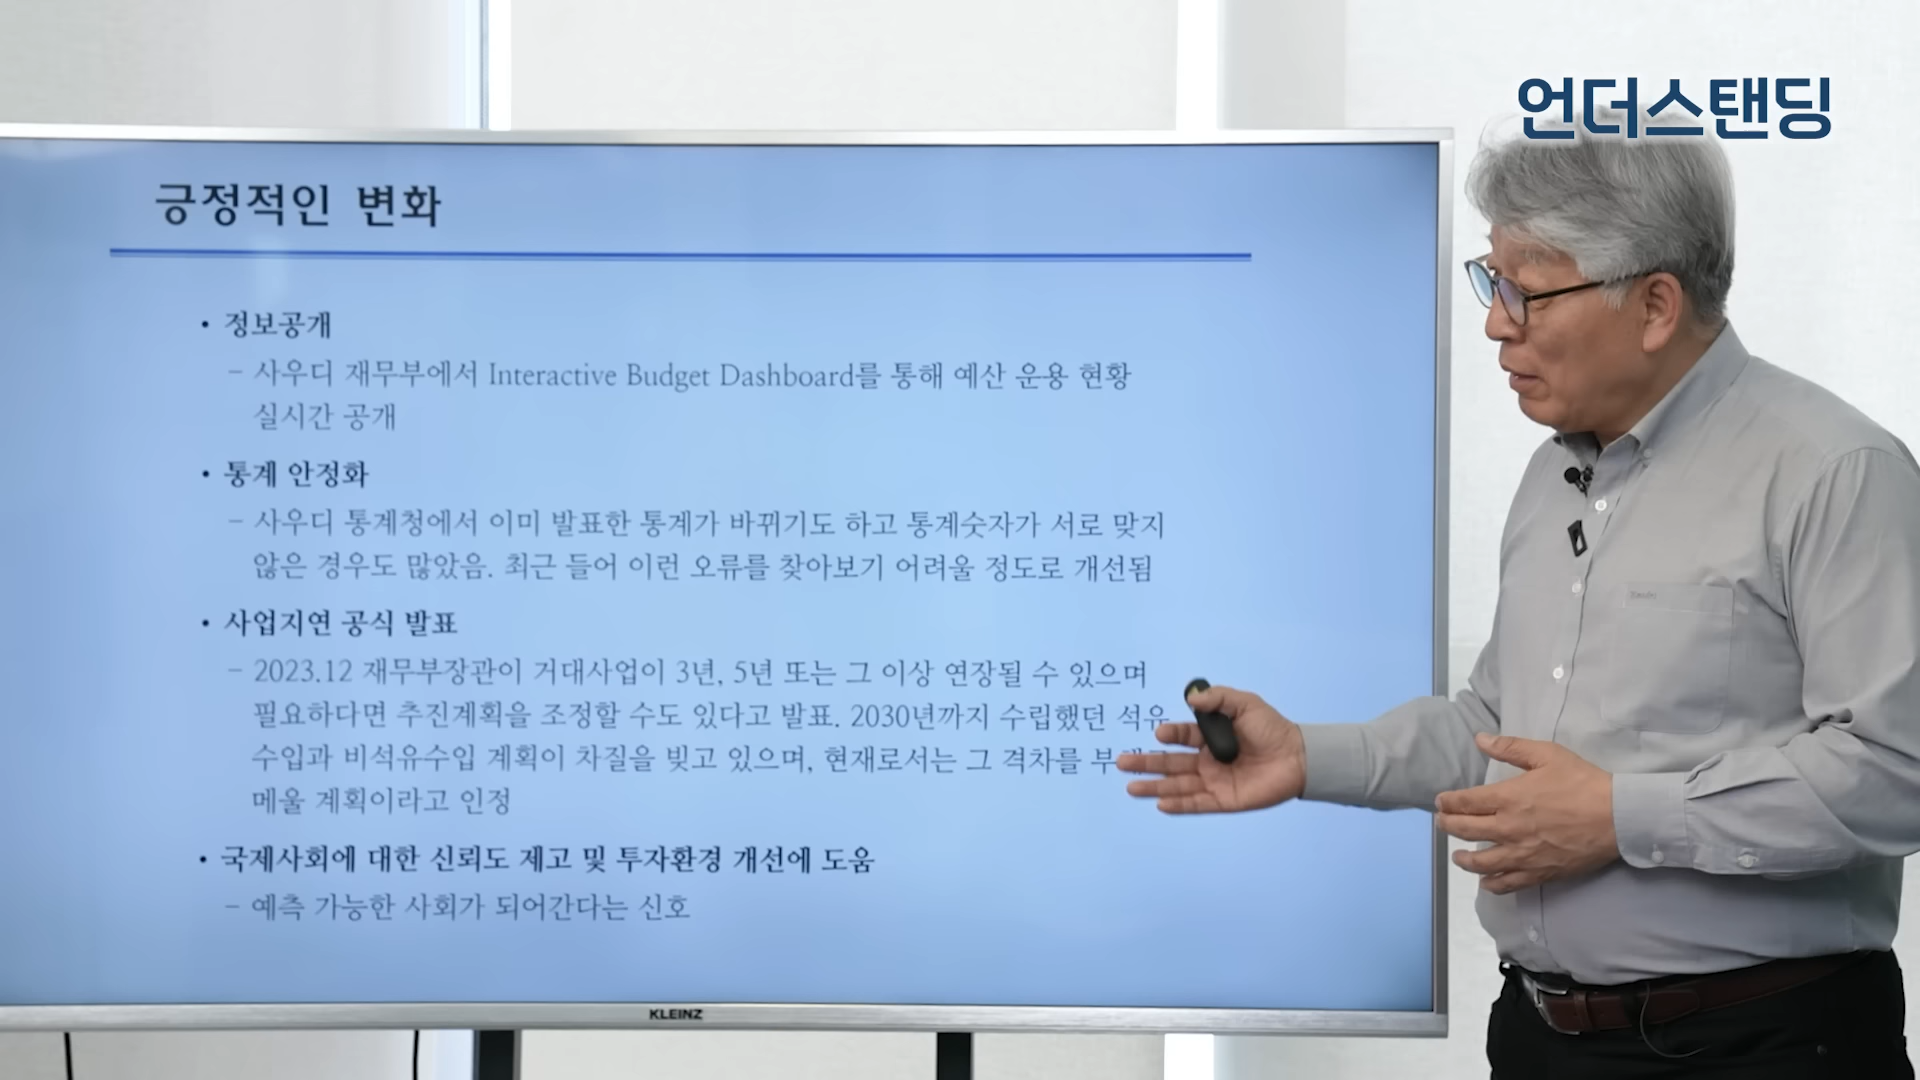 언더스탠딩
긍정적인 변화
• 정보공개
– 사우디 재무부에서 Interactive Budget Dashboard를 통해 예산 운용 현황
실시간 공개
• 통계 안정화
– 사우디 통계청에서 이미 발표한 통계가 바뀌기도 하고 통계숫자가 서로 맞지
않은 경우도 많았음. 최근 들어 이런 오류를 찾아보기 어려울 정도로 개선됨
• 사업지연 공식 발표
– 2023.12 재무부장관이 거대사업이 3년, 5년 또는 그 이상 연장될 수 있으며
필요하다면 추진계획을 조정할 수도 있다고 발표. 2030년까지 수립했던 석유
수입과 비석유수입 계획이 차질을 빚고 있으며, 현재로서는 그 격차를
메울 계획이라고 인정
• 국제사회에 대한 신뢰도 제고 및 투자환경 개선에 도움
– 예측 가능한 사회가 되어간다는 신호
KLEINZ